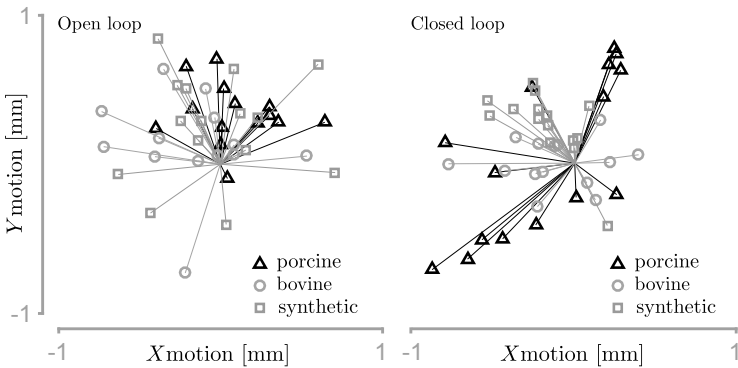 1
Open loop
Closed loop
Y motion [mm]
porcine
bovine
synthetic
porcine
bovine
synthetic
-1
-1
1
-1
1
X motion [mm]
X motion [mm]